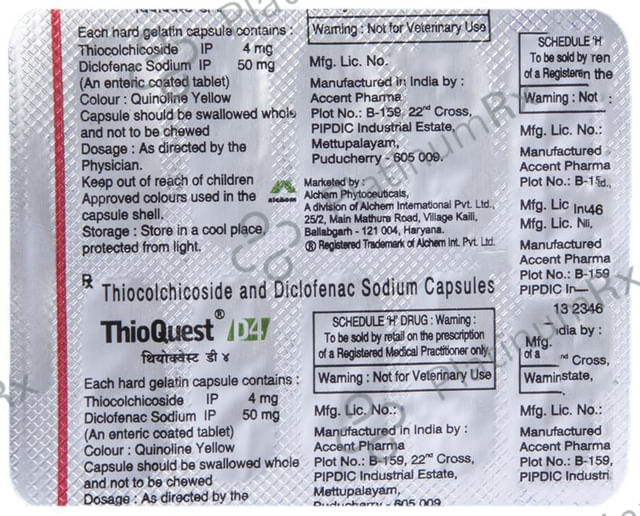 Each hard gelatin capsule contains :
Thiocolchicoside IP 4 mg
Diclofenac Sodium IP 50 mg
(An enteric coated tablet)
Colour : Quinoline Yellow
Capsule should be swallowed whole
and not to be chewed
Dosage : As directed by the
Physician.
Keep out of reach of children
Approved colours used in the
capsule shell.
Storage : Store in a cool place,
protected from light.
Warning : Not for Veterinary Use
Mfg. Lic. No.
Manufactured in India by :
Accent Pharma
Plot No.: B-159, 22nd Cross,
PIPDIC Industrial Estate,
Mettupalayam,
Puducherry - 605 009.
alchem
Marketed by :
Alchem Phytoceuticals,
A division of Alchem International Pvt. Ltd.,
25/2, Main Mathura Road, Village Kaili,
Ballabgarh - 121 004, Haryana.
® Registered Trademark of Alchem Int. Pvt. Ltd.
SCHEDULE 'H'
To be sold by
of a Registere
Warning : Not
Mfg. Lic. No.:
Manufactured
Accent Pharma
Plot No.: B-1
Mfg. Lic
Manufactured
Accent Pharma
Plot No.: B-159
PIPDIC In
Rx Thiocolchicoside and Diclofenac Sodium Capsules
ThioQuest® D4
थियोक्वेस्ट डी ४
Each hard gelatin capsule contains :
Thiocolchicoside IP 4 mg
Diclofenac Sodium IP 50 mg
(An enteric coated tablet)
Colour : Quinoline Yellow
Capsule should be swallowed whole
and not to be chewed
Dosage : As directed by the
SCHEDULE 'H' DRUG : Warning :
To be sold by retail on the prescription
of a Registered Medical Practitioner only.
Warning : Not for Veterinary Use
Mfg. Lic. No.:
Manufactured in India by :
Accent Pharma
Plot No.: B-159, 22nd Cross,
PIPDIC Industrial Estate,
Mettupalayam,
Puducherry - 605 009.
13 2346
dia by :
Mfg.
of a nd Cross,
Mfg. Lic. No.:
Manufactured
Accent Pharma
Plot No.: B-159,
PIPDIC Industri
PlatinumRx